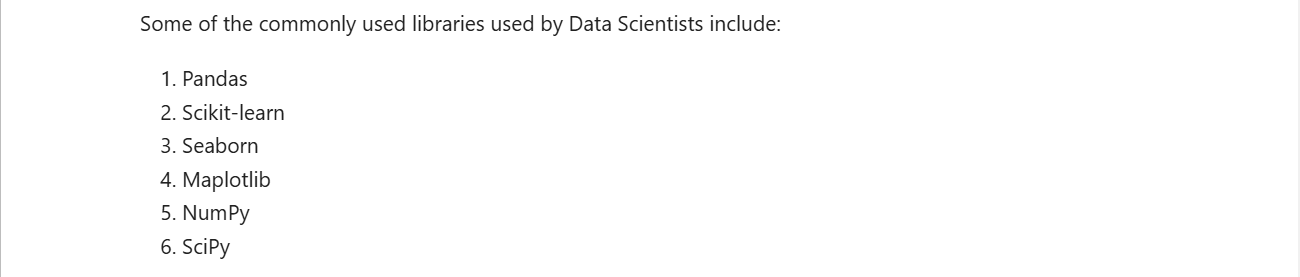 Some of the commonly used libraries used by Data Scientists include:
1. Pandas
2. Scikit-learn
3. Seaborn
4. Maplotlib
5. NumPy
6. SciPy